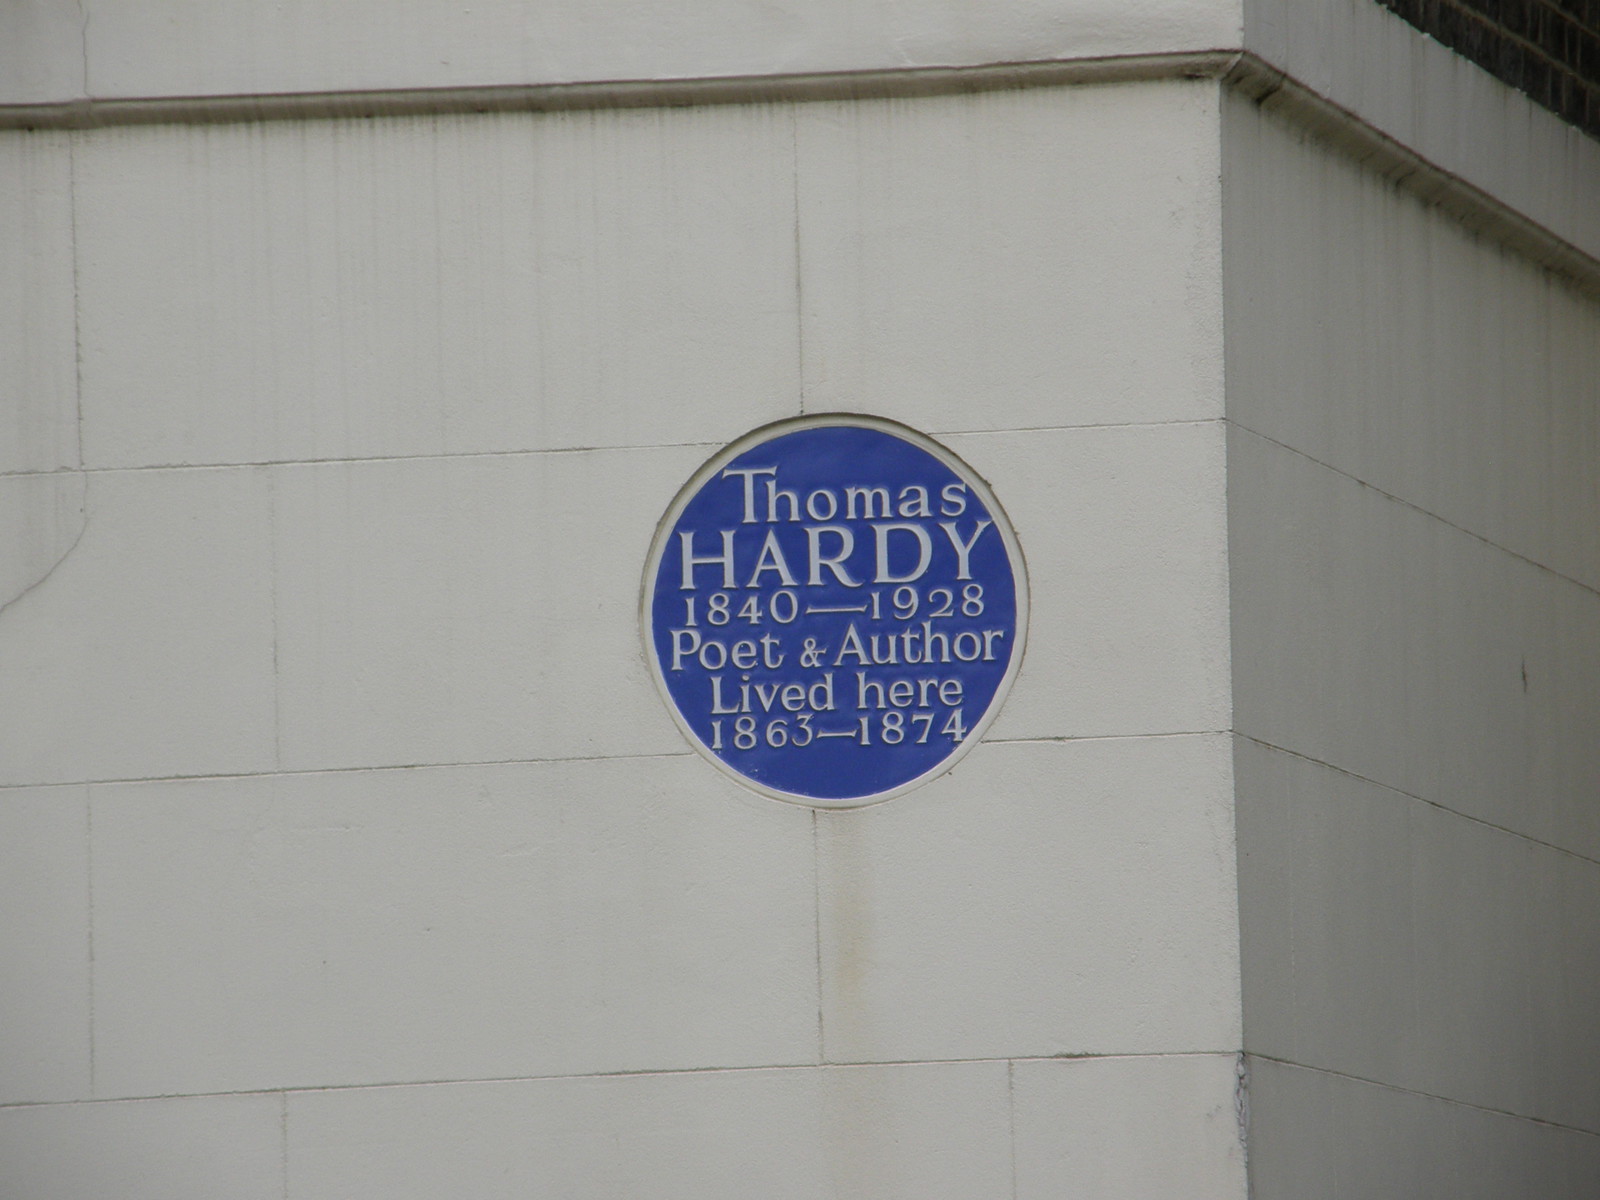 Thomas
HARDY
1840—1928
Poet & Author
Lived here
1863—1874